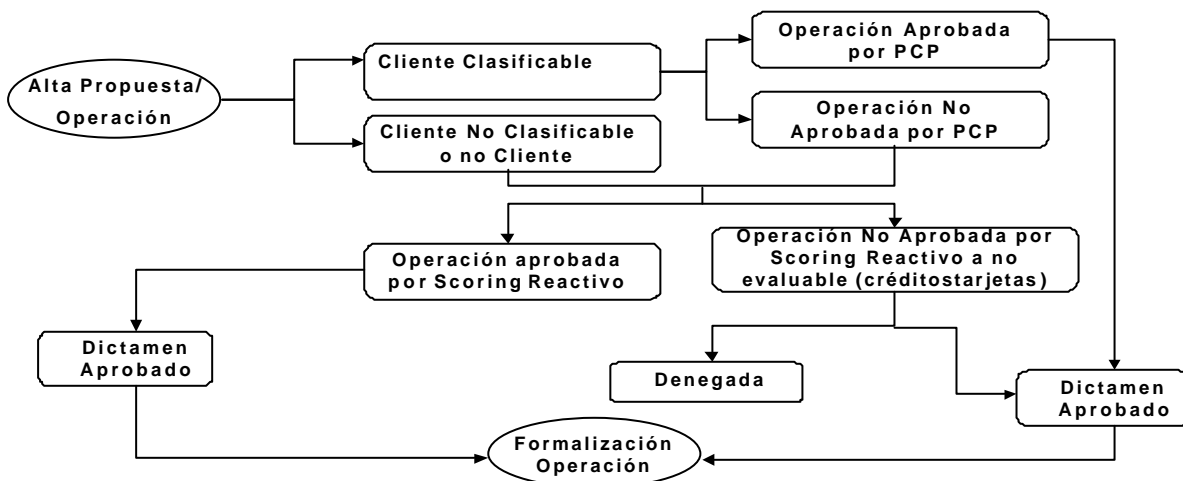 Alta Propuesta/
Operación
Cliente Clasificable
Cliente No Clasificable
o no Cliente
Operación Aprobada
por PCP
Operación No
Aprobada por PCP
Operación aprobada
por Scoring Reactivo
Operación No Aprobada por
Scoring Reactivo a no
evaluable (créditostarjetas)
Dictamen
Aprobado
Denegada
Dictamen
Aprobado
Formalización
Operación